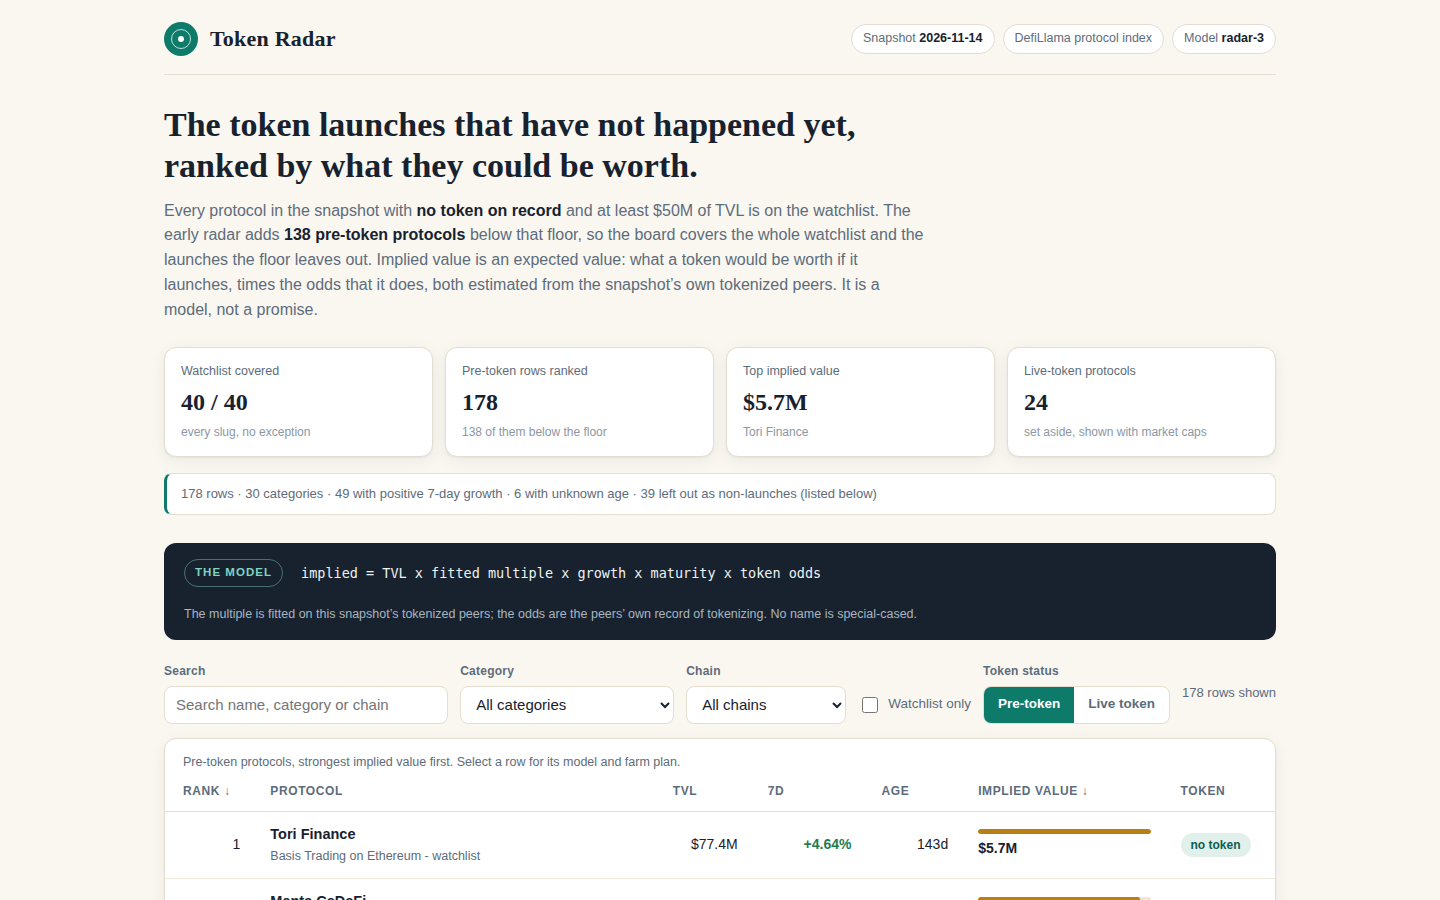 Token Radar
Snapshot 2026-11-14
DefiLlama protocol index
Model radar-3
The token launches that have not happened yet,
ranked by what they could be worth.
Every protocol in the snapshot with no token on record and at least $50M of TVL is on the watchlist. The
early radar adds 138 pre-token protocols below that floor, so the board covers the whole watchlist and the
launches the floor leaves out. Implied value is an expected value: what a token would be worth if it
launches, times the odds that it does, both estimated from the snapshot’s own tokenized peers. It is a
model, not a promise.
Watchlist covered
40 / 40
every slug, no exception
Pre-token rows ranked
178
138 of them below the floor
Top implied value
$5.7M
Tori Finance
Live-token protocols
24
set aside, shown with market caps
178 rows · 30 categories · 49 with positive 7-day growth · 6 with unknown age · 39 left out as non-launches (listed below)
THE MODEL
implied = TVL x fitted multiple x growth x maturity x token odds
The multiple is fitted on this snapshot’s tokenized peers; the odds are the peers’ own record of tokenizing. No name is special-cased.
Search
Category
Chain
Token status
Search name, category or chain
All categories
All chains
Watchlist only
Pre-token
Live token
178 rows shown
Pre-token protocols, strongest implied value first. Select a row for its model and farm plan.
RANK ↓ PROTOCOL TVL 7D AGE IMPLIED VALUE ↓ TOKEN
1
Tori Finance
Basis Trading on Ethereum - watchlist
$77.4M
+4.64%
143d
$5.7M
no token